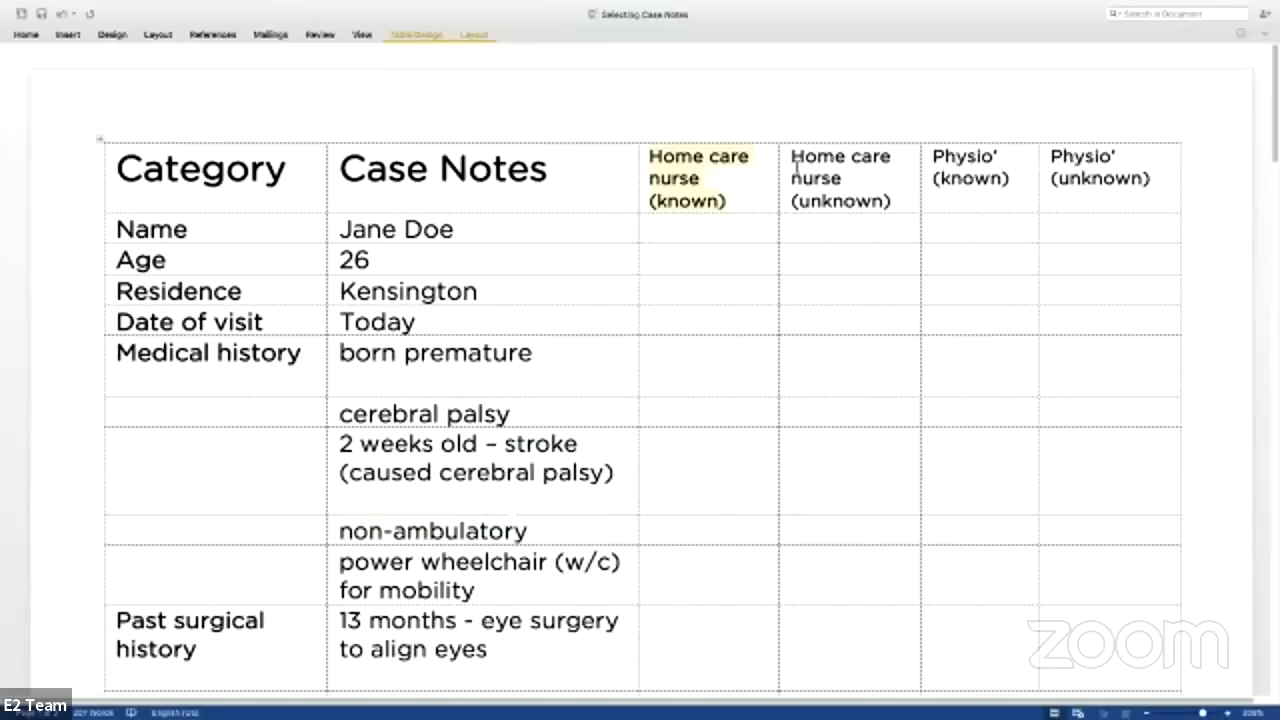 Selecting Case Notes
Search in Document
Home Insert Design Layout References Mailings Review View Table Design Layout
Category Case Notes Home care nurse (known) Home care nurse (unknown) Physio' (known) Physio' (unknown)
Name Jane Doe
Age 26
Residence Kensington
Date of visit Today
Medical history born premature
cerebral palsy
2 weeks old – stroke
(caused cerebral palsy)
non-ambulatory
power wheelchair (w/c)
for mobility
Past surgical history 13 months - eye surgery
to align eyes
zoom
E2 Team